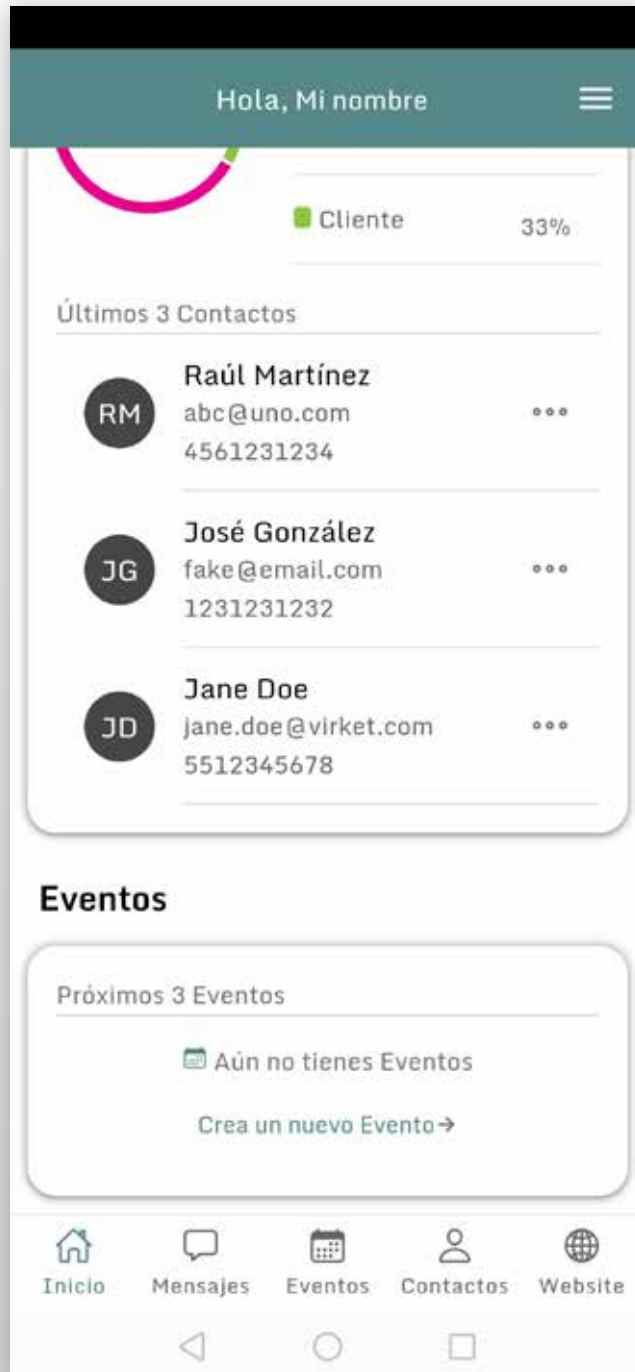 Hola, Mi nombre
Cliente 33%
Últimos 3 Contactos
RM
Raúl Martínez
abc@uno.com
4561231234
JG
José González
fake@email.com
1231231232
JD
Jane Doe
jane.doe@virket.com
5512345678
Eventos
Próximos 3 Eventos
Aún no tienes Eventos
Crea un nuevo Evento→
Inicio Mensajes Eventos Contactos Website